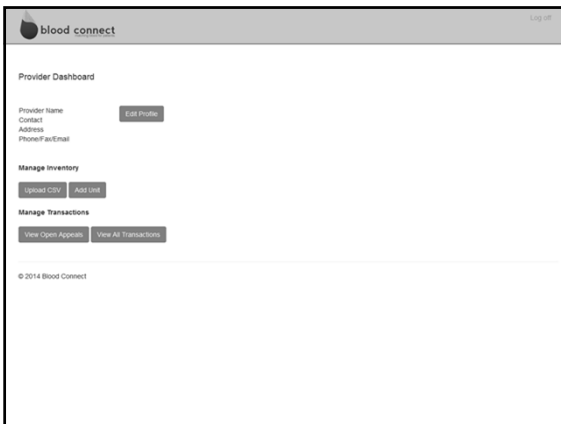 blood connect
Log off
Provider Dashboard
Provider Name
Edit Profile
Contact
Address
Phone/Fax/Email
Manage Inventory
Upload CSV
Add Unit
Manage Transactions
View Open Appeals
View All Transactions
© 2014 Blood Connect